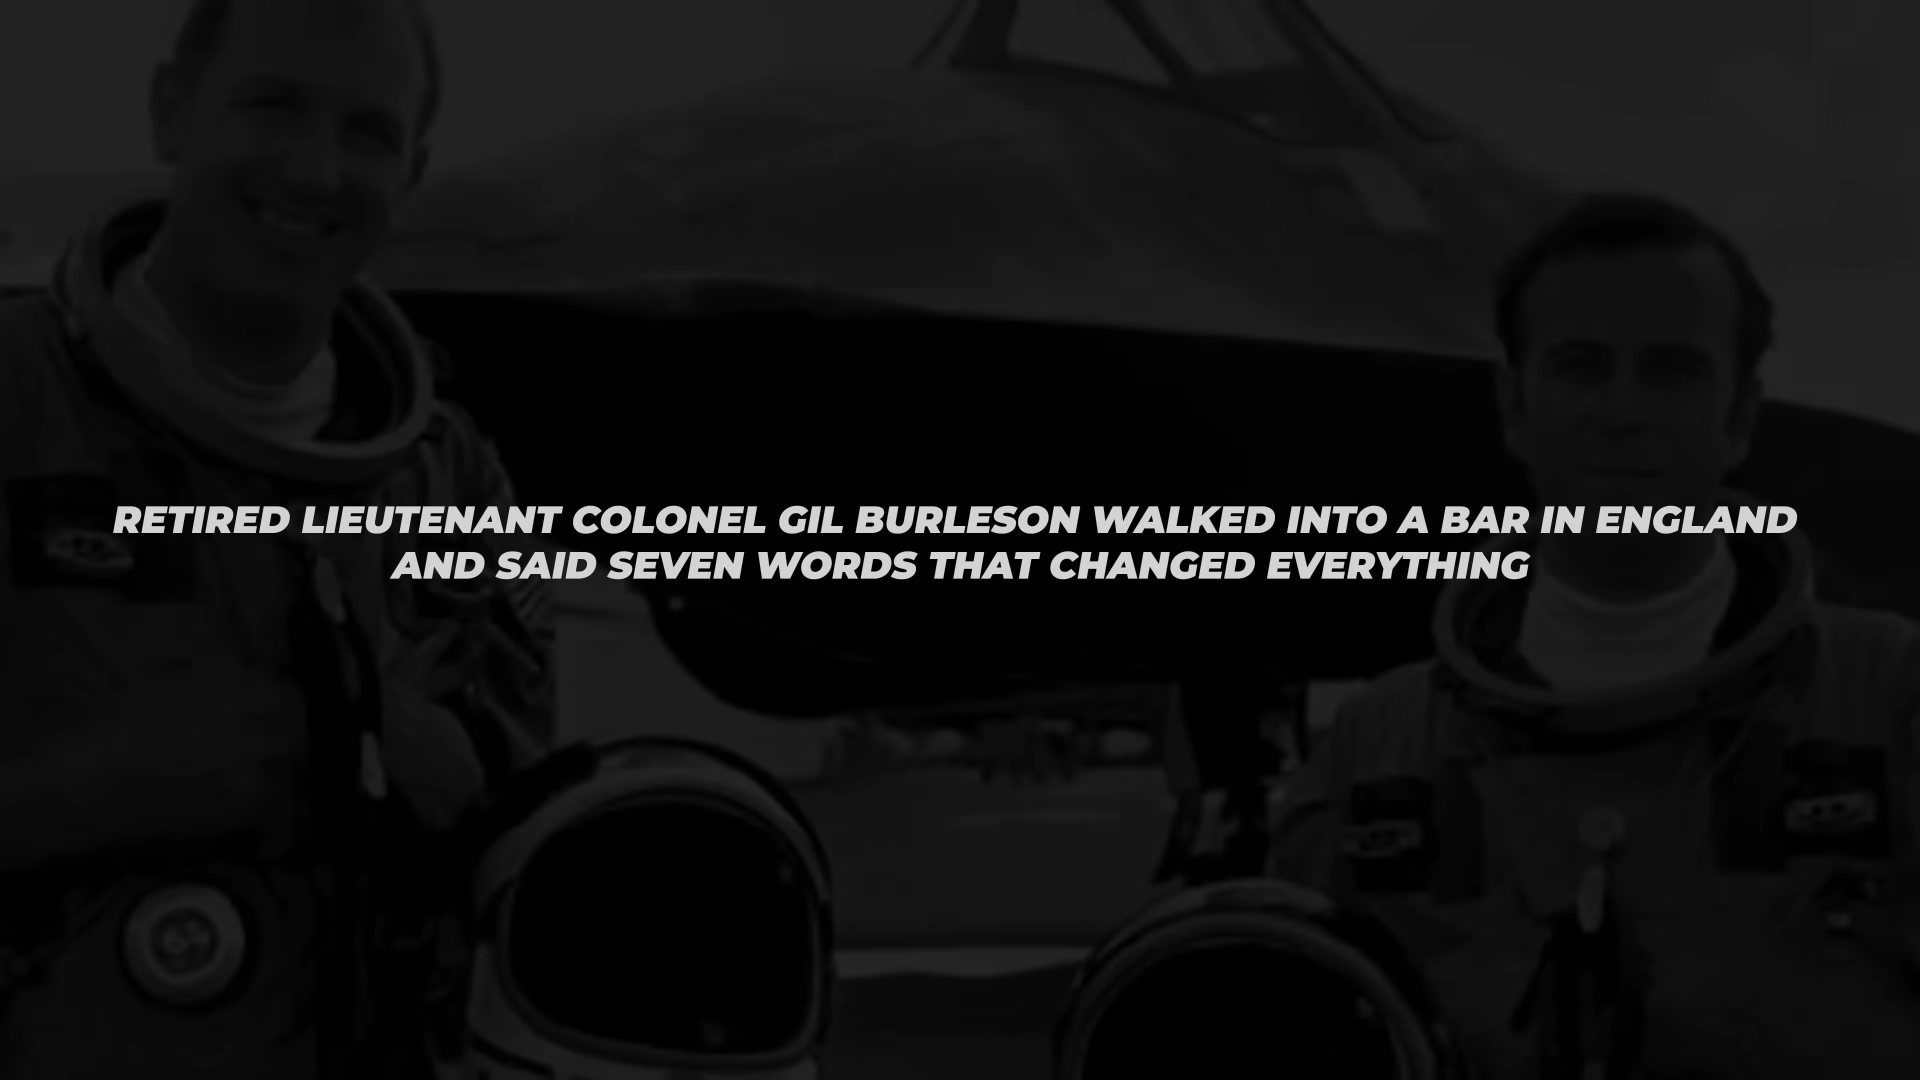 RETIRED LIEUTENANT COLONEL GIL BURLESON WALKED INTO A BAR IN ENGLAND
AND SAID SEVEN WORDS THAT CHANGED EVERYTHING